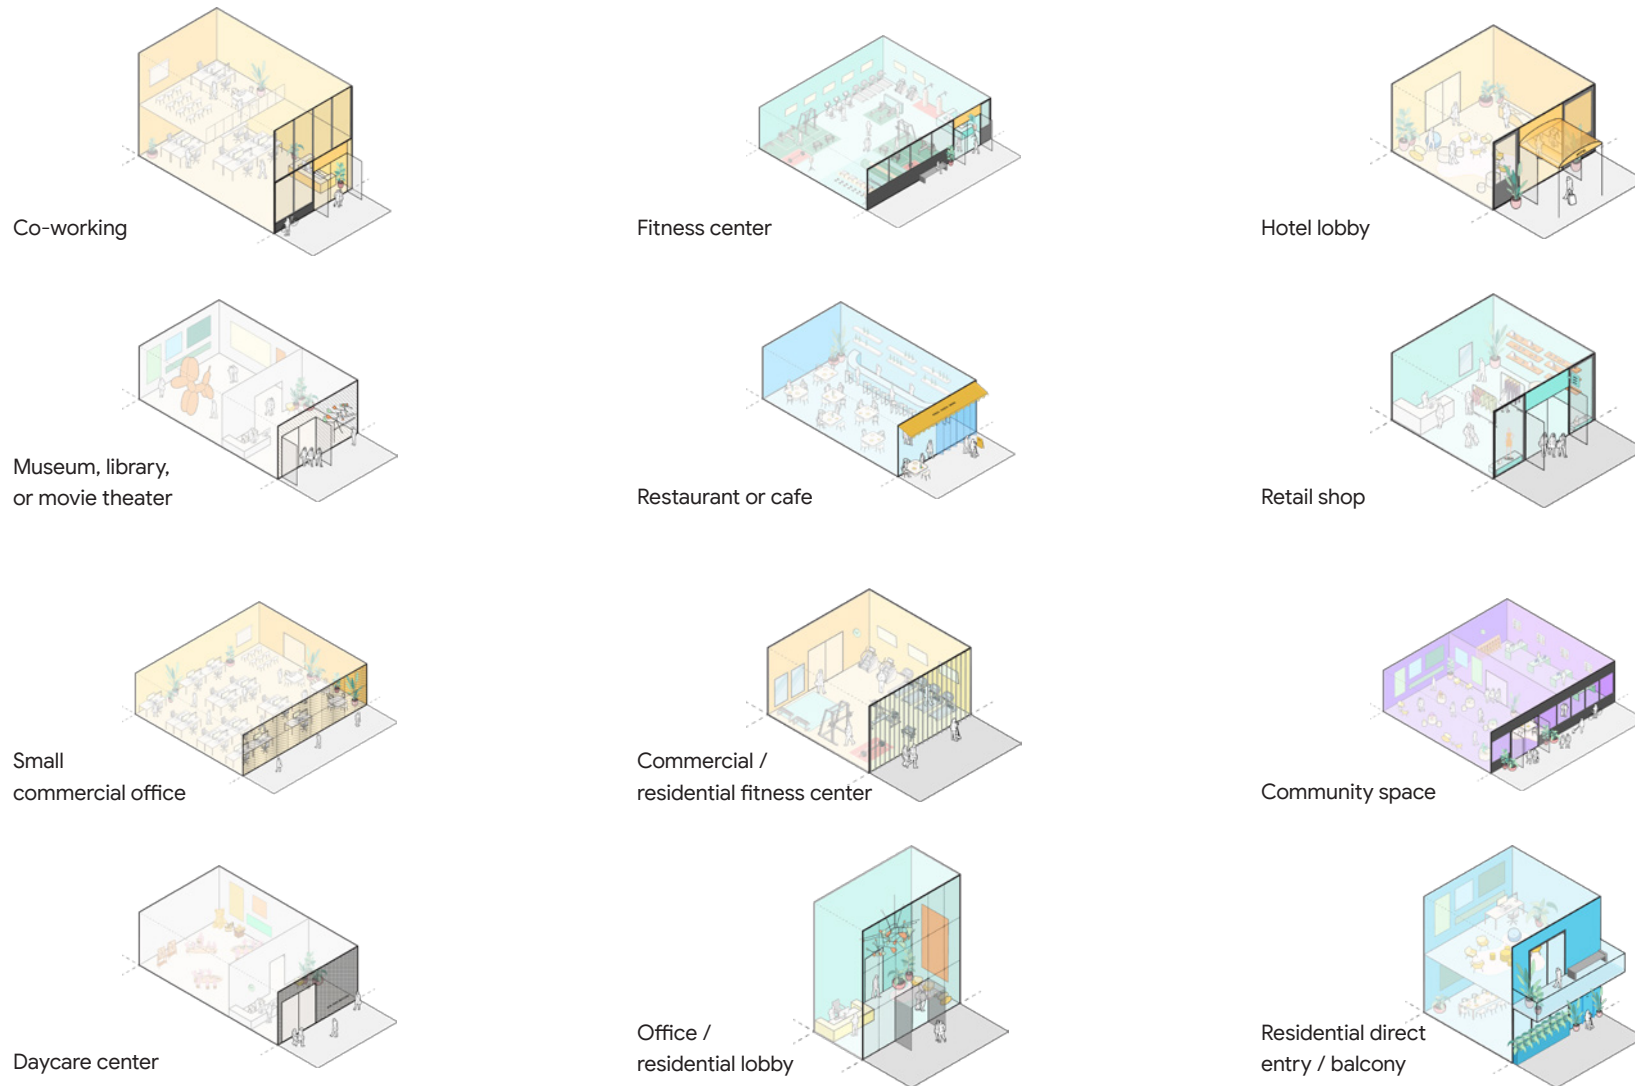 Co-working
Fitness center
Hotel lobby
Museum, library,
or movie theater
Restaurant or cafe
Retail shop
Small
commercial office
Commercial /
residential fitness center
Community space
Daycare center
Office /
residential lobby
Residential direct
entry / balcony